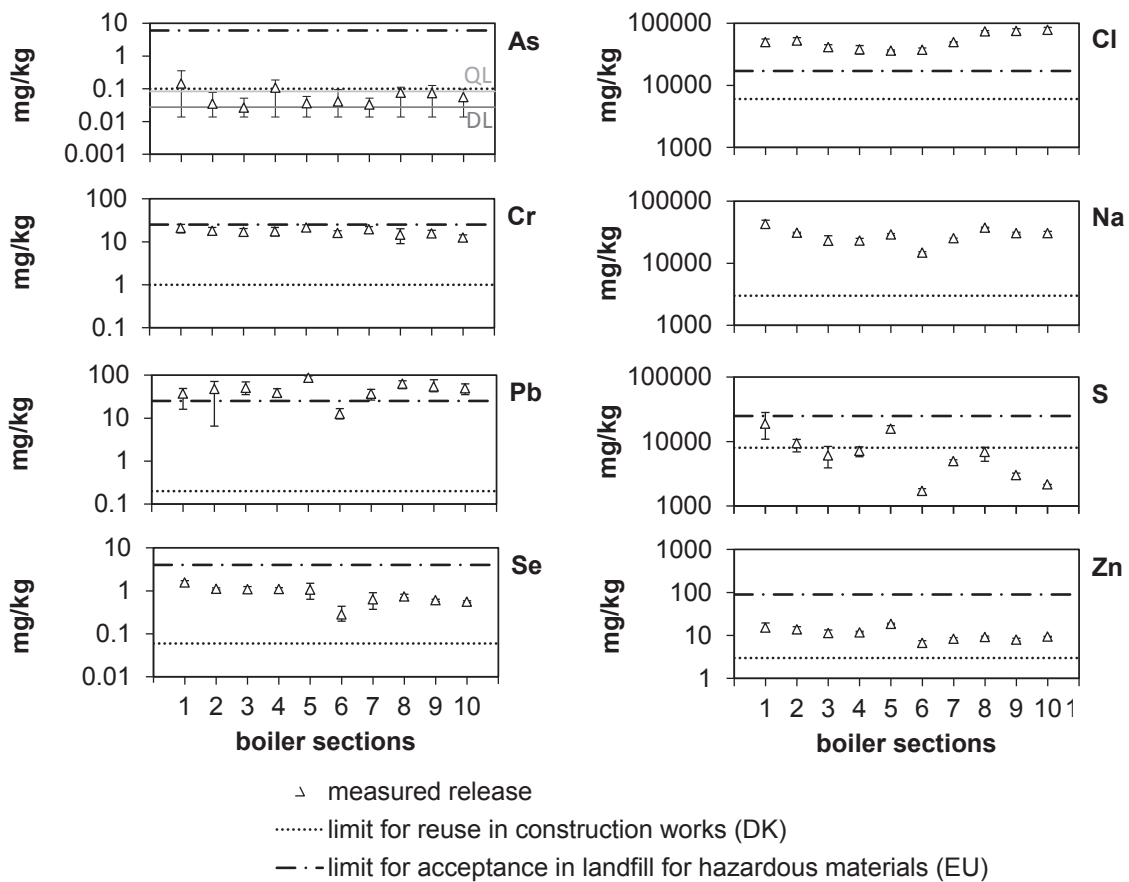 10
1
0.1
0.01
0.001
mg/kg
As
QL
DL
100000
10000
1000
mg/kg
Cl
100
10
1
0.1
mg/kg
Cr
100000
10000
1000
mg/kg
Na
100
10
1
0.1
mg/kg
Pb
100000
10000
1000
mg/kg
S
10
1
0.1
0.01
mg/kg
Se
1 2 3 4 5 6 7 8 9 10
boiler sections
1000
100
10
1
mg/kg
Zn
1 2 3 4 5 6 7 8 9 10 1
boiler sections
measured release
limit for reuse in construction works (DK)
limit for acceptance in landfill for hazardous materials (EU)